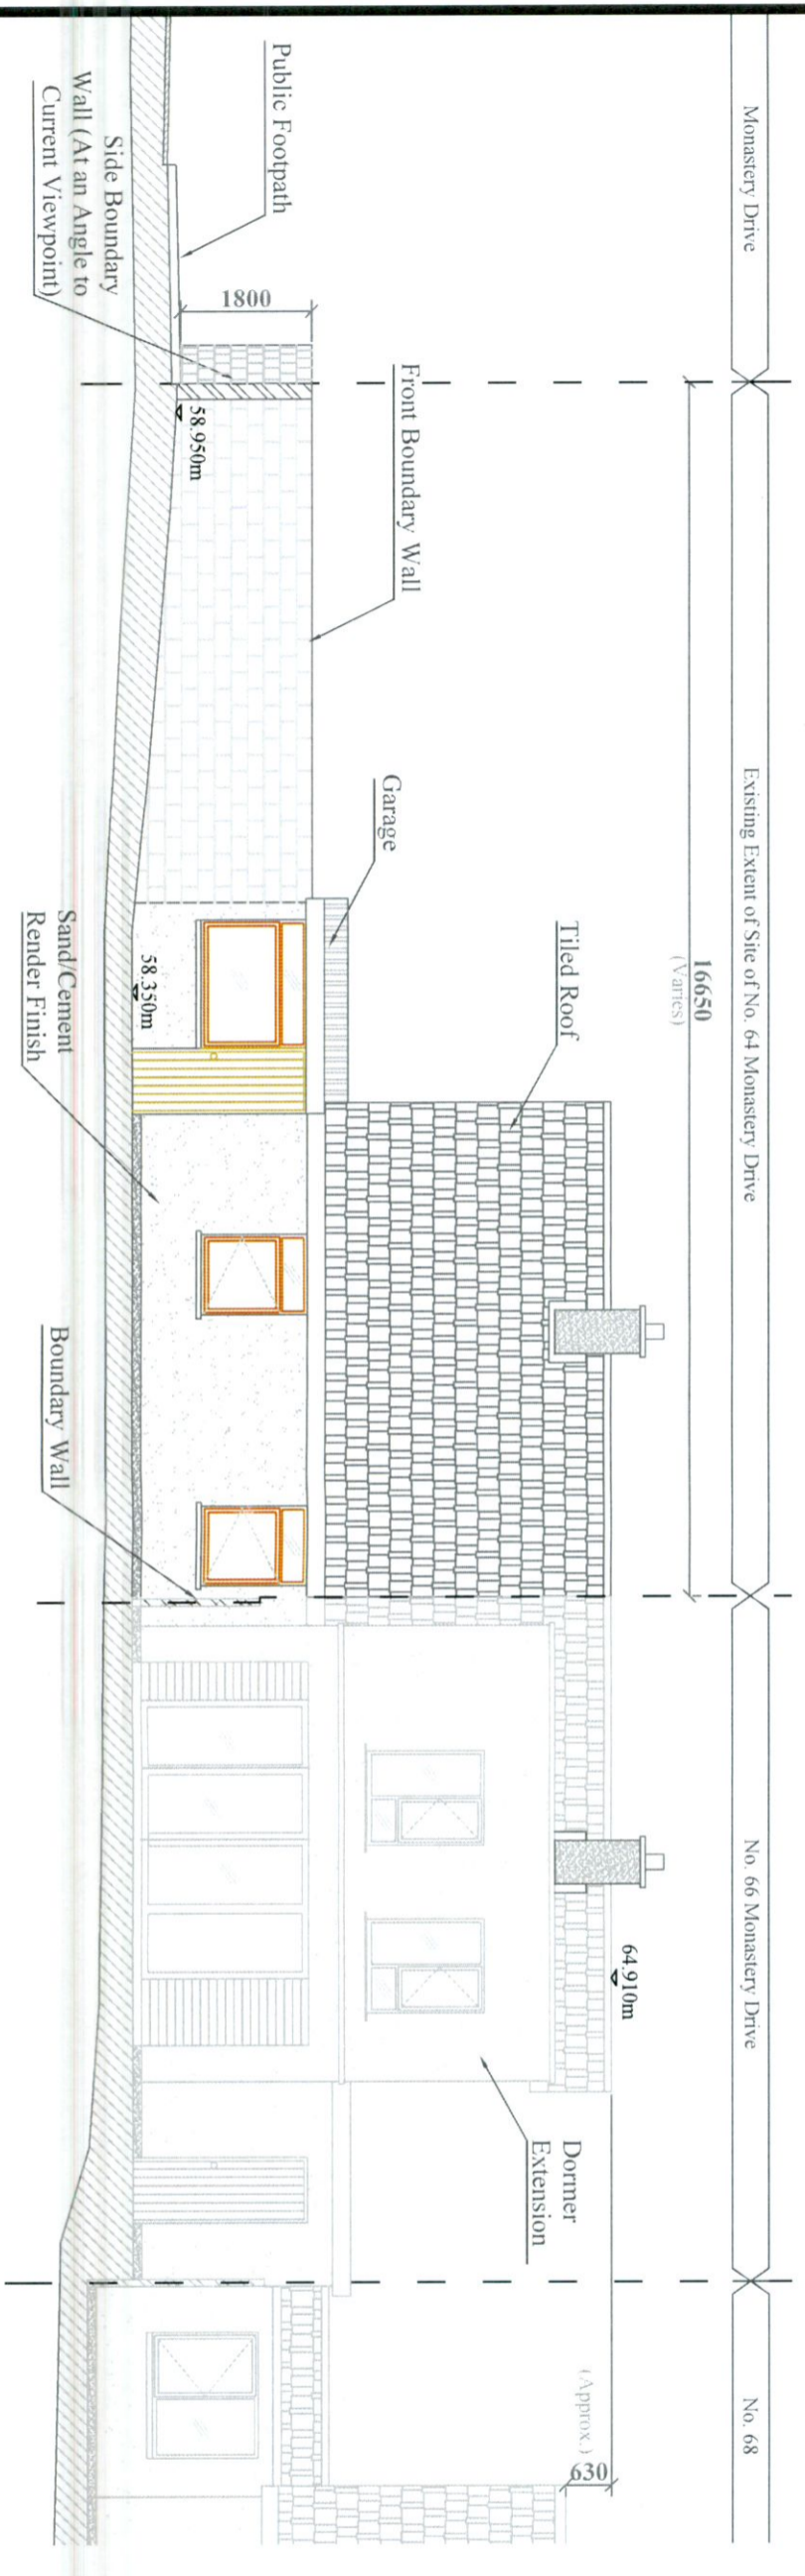 Monastery Drive
Existing Extent of Site of No. 64 Monastery Drive
No. 66 Monastery Drive
No. 68
16650
(Varies)
64.910m
630
(Approx.)
Tiled Roof
Dormer
Extension
Front Boundary Wall
Garage
Public Footpath
1800
58.950m
58.350m
Side Boundary
Wall (At an Angle to
Current Viewpoint)
Sand/Cement
Render Finish
Boundary Wall